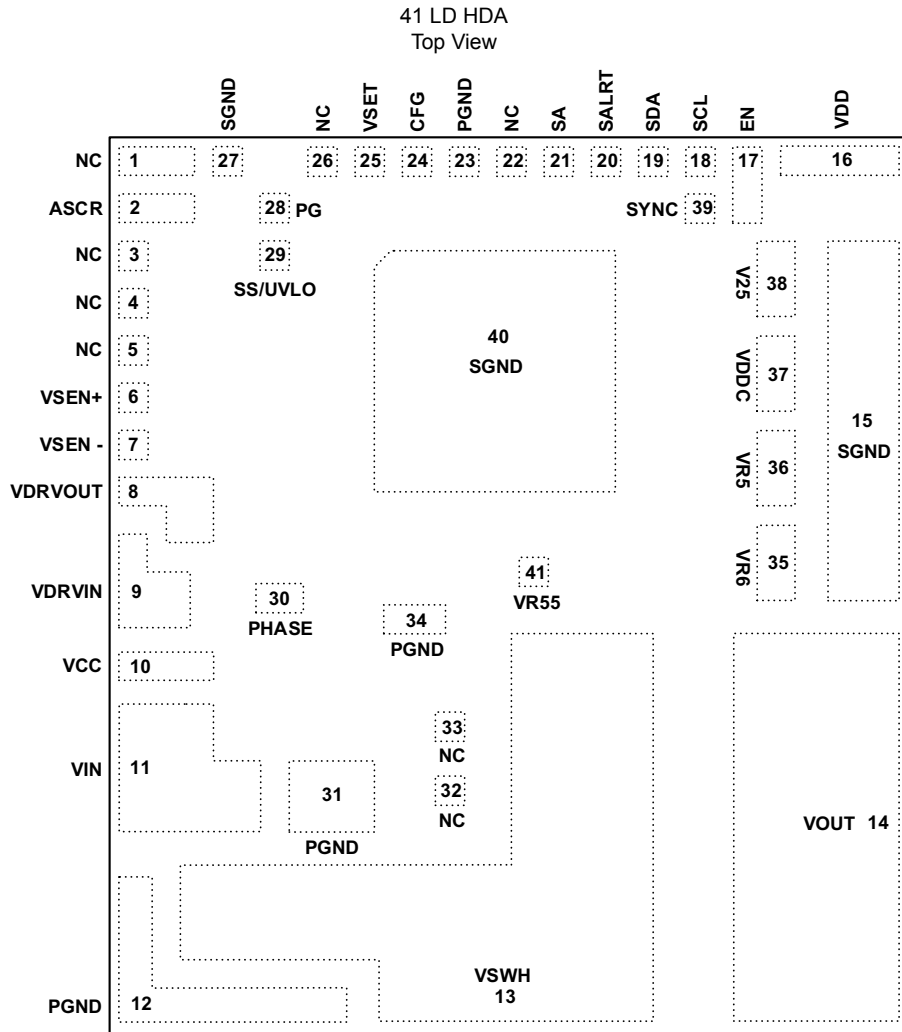 41 LD HDA
Top View
SGND
NC
VSET
CFG
PGND
NC
SA
SALRT
SDA
SCL
EN
VDD
NC 1 27 26 25 24 23 22 21 20 19 18 17 16
ASCR 2 28 PG SYNC 39
NC 3 29
SS/UVLO
V25 38
NC 4
40
SGND
NC 5
VDDC 37
VSEN+ 6
15
SGND
VSEN - 7
VR5 36
VDRVOUT 8
VR6 35
41
VR55
VDRVIN 9 30
PHASE
34
PGND
VCC 10
33
NC
VIN 11
31
PGND
32
NC
VOUT 14
VSWH
13
PGND 12